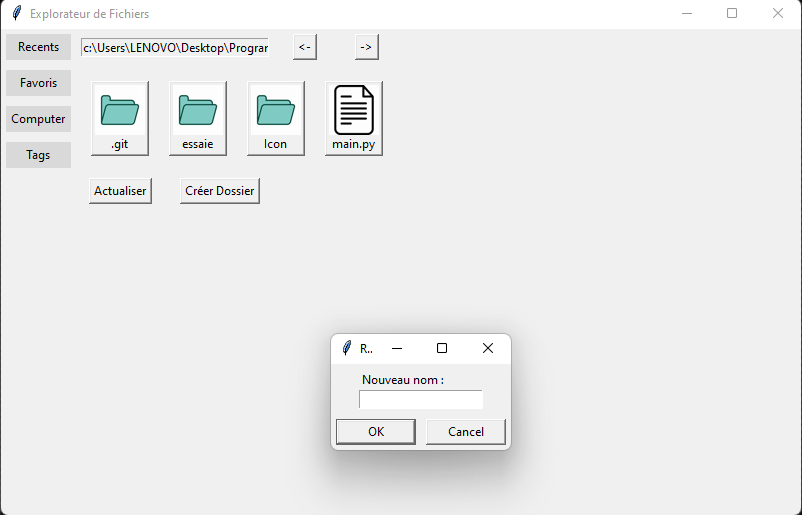 Explorateur de Fichiers
Recents
c:\Users\LENOVO\Desktop\Prograr
<-
->
Favoris
Computer
Tags
.git
essaie
Icon
main.py
Actualiser
Créer Dossier
R..
Nouveau nom :
OK
Cancel